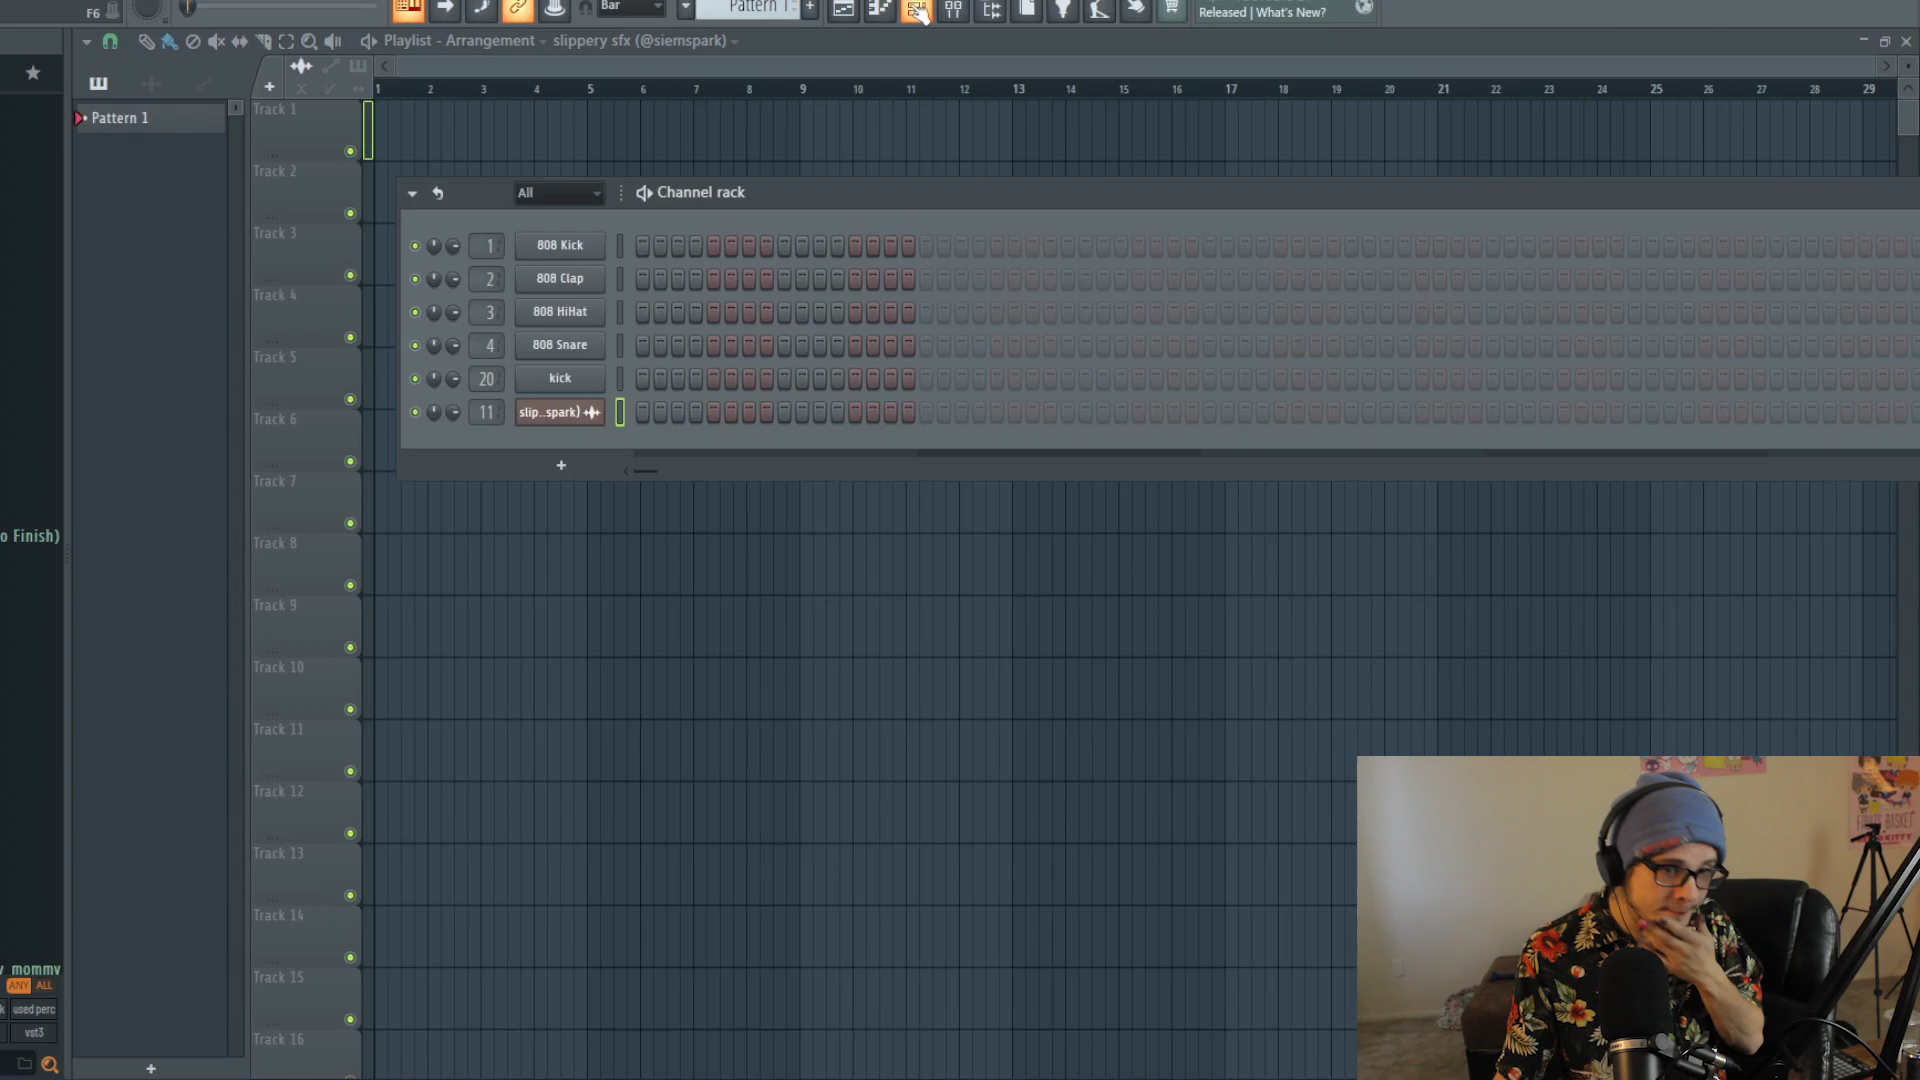 F6
Bar
Pattern 1
Released | What's New?
Playlist - Arrangement
slippery sfx (@siemspark)
1 2 3 4 5 6 7 8 9 10 11 12 13 14 15 16 17 18 19 20 21 22 23 24 25 26 27 28 29
Pattern 1
Track 1
Track 2
Track 3
Track 4
Track 5
Track 6
Track 7
Track 8
Track 9
Track 10
Track 11
Track 12
Track 13
Track 14
Track 15
Track 16
All
Channel rack
1 808 Kick
2 808 Clap
3 808 HiHat
4 808 Snare
20 kick
11 slip..spark)
o Finish)
mommy
ANY ALL
k used perc
vst3
FRUITS BASKET